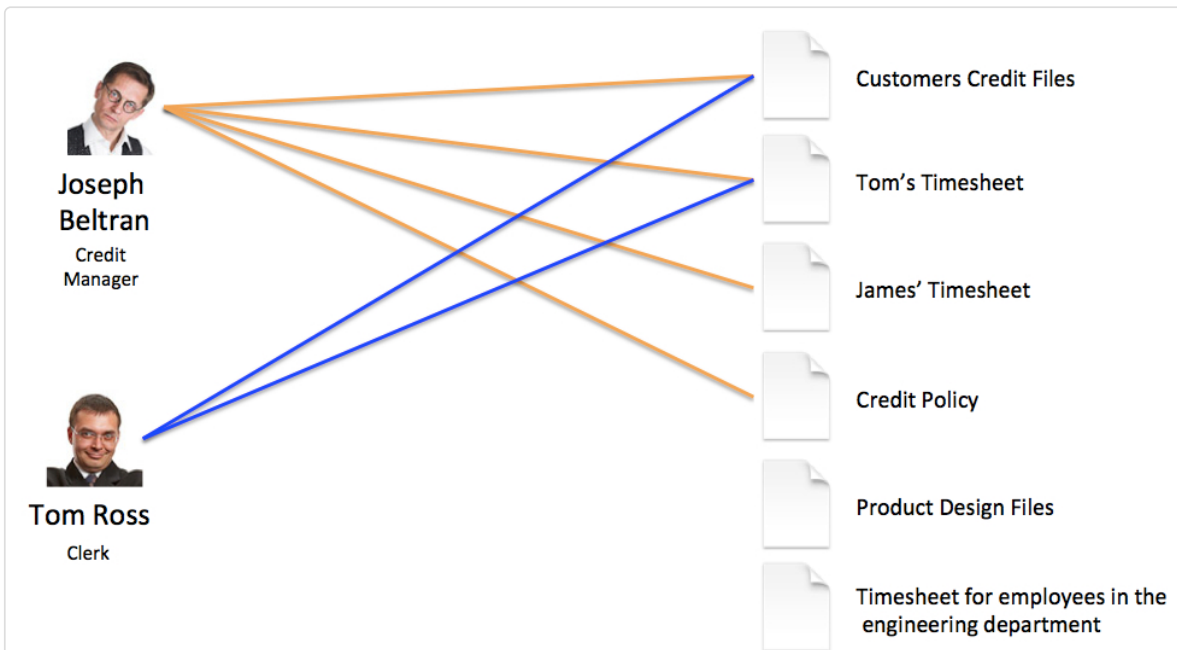 Joseph
Beltran
Credit
Manager
Tom Ross
Clerk
Customers Credit Files
Tom’s Timesheet
James’ Timesheet
Credit Policy
Product Design Files
Timesheet for employees in the
engineering department